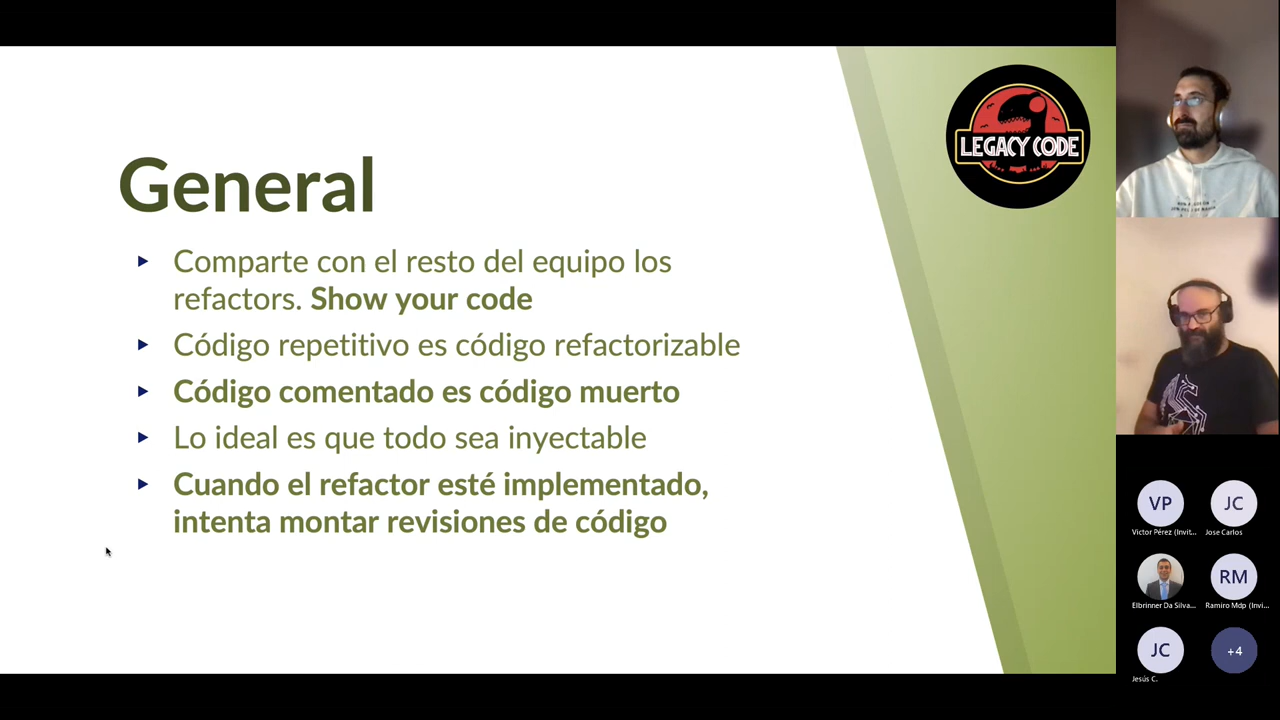 LEGACY CODE
General
Comparte con el resto del equipo los
refactors. Show your code
Código repetitivo es código refactorizable
Código comentado es código muerto
Lo ideal es que todo sea inyectable
Cuando el refactor esté implementado,
intenta montar revisiones de código
VP
JC
Victor Pérez (Invit...
Jose Carlos
RM
Elbrinner Da Silva...
Ramiro Mdp (Invi...
JC
+4
Jesús C.